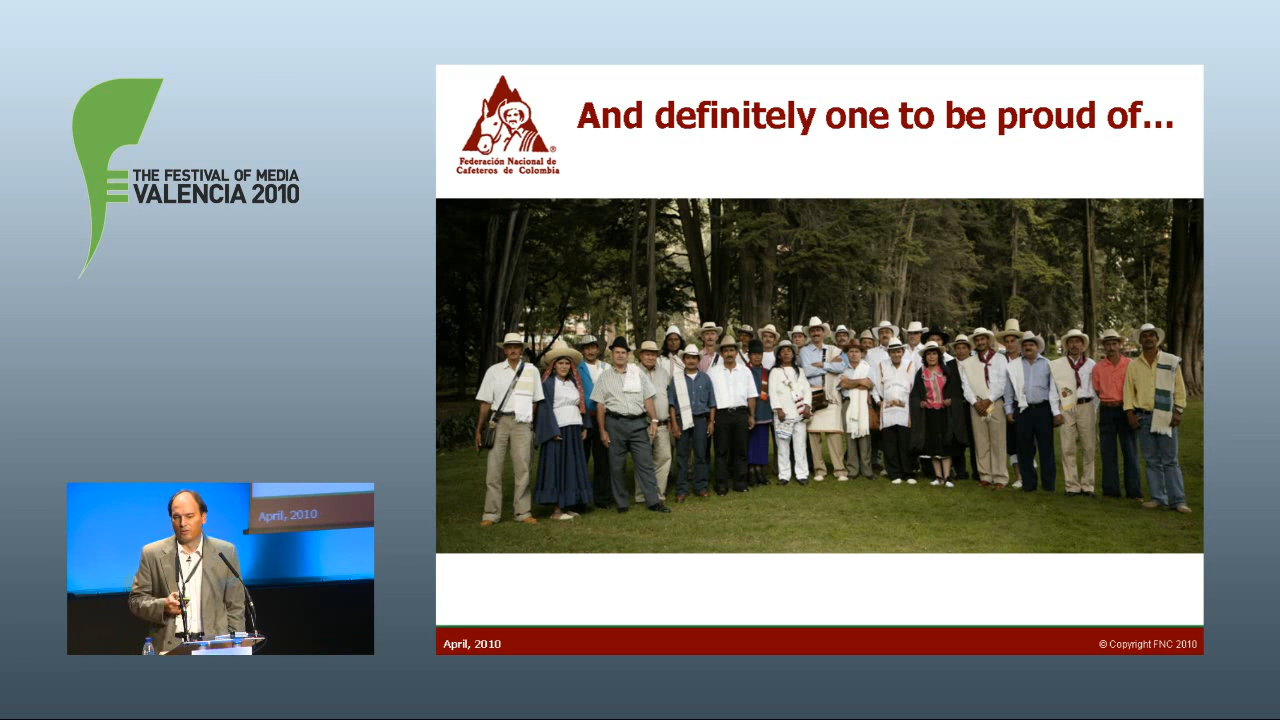 THE FESTIVAL OF MEDIA
VALENCIA 2010
And definitely one to be proud of...
®
Federación Nacional de
Cafeteros de Colombia
April, 2010
April, 2010
© Copyright FNC 2010